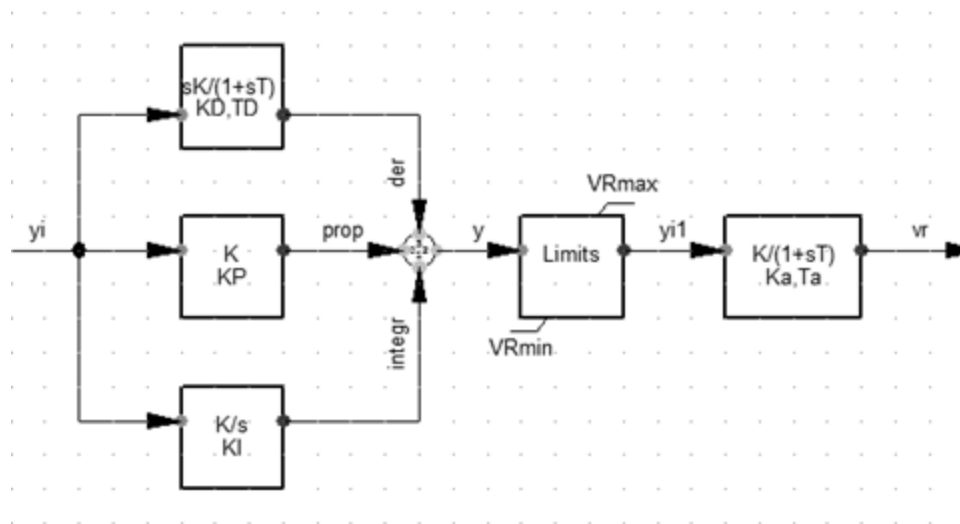 sK/(1+sT)
KD,TD
der
VRmax
yi
K
KP
prop
y
Limits
yi1
K/(1+sT)
Ka,Ta
vr
VRmin
integr
K/s
KI